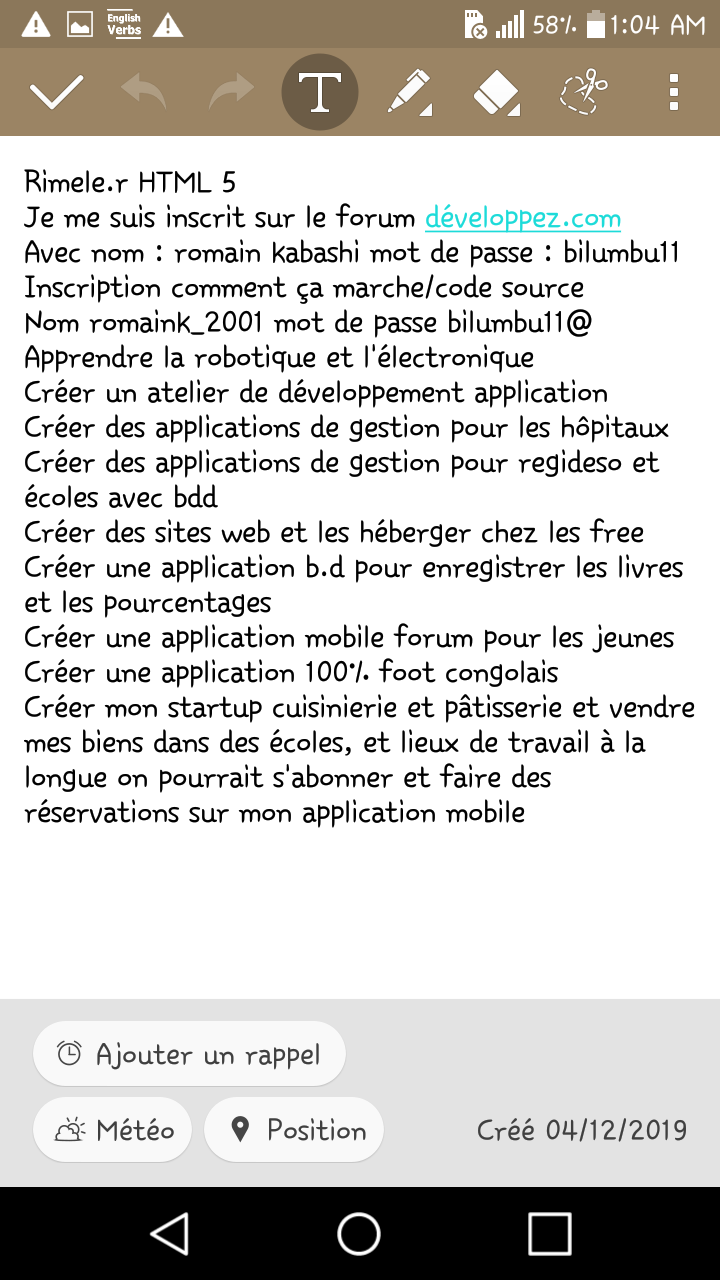 English
Verbs
58% 1:04 AM
T
Rimele.r HTML 5
Je me suis inscrit sur le forum développez.com
Avec nom : romain kabashi mot de passe : bilumbu11
Inscription comment ça marche/code source
Nom romaink_2001 mot de passe bilumbu11@
Apprendre la robotique et l'électronique
Créer un atelier de développement application
Créer des applications de gestion pour les hôpitaux
Créer des applications de gestion pour regideso et
écoles avec bdd
Créer des sites web et les héberger chez les free
Créer une application b.d pour enregistrer les livres
et les pourcentages
Créer une application mobile forum pour les jeunes
Créer une application 100% foot congolais
Créer mon startup cuisinierie et pâtisserie et vendre
mes biens dans des écoles, et lieux de travail à la
longue on pourrait s'abonner et faire des
réservations sur mon application mobile
Ajouter un rappel
Météo Position Créé 04/12/2019